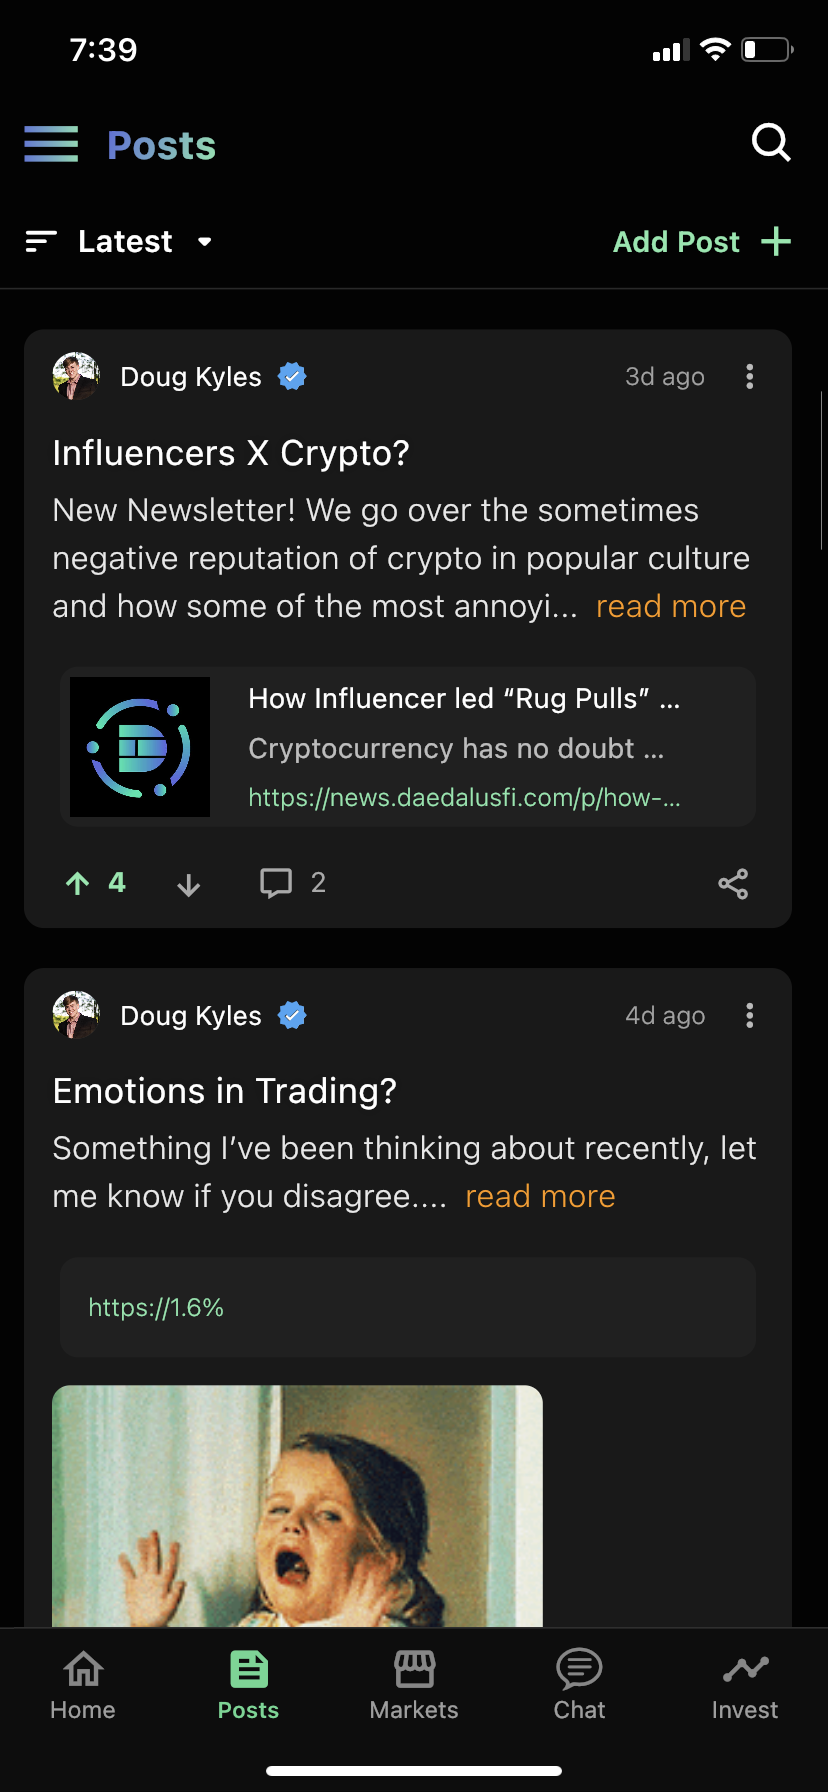 7:39
Posts
Latest
Add Post
Doug Kyles
3d ago
Influencers X Crypto?
New Newsletter! We go over the sometimes
negative reputation of crypto in popular culture
and how some of the most annoyi... read more
How Influencer led “Rug Pulls” ...
Cryptocurrency has no doubt ...
https://news.daedalusfi.com/p/how-...
4
2
Doug Kyles
4d ago
Emotions in Trading?
Something I’ve been thinking about recently, let
me know if you disagree.... read more
https://1.6%
Home
Posts
Markets
Chat
Invest